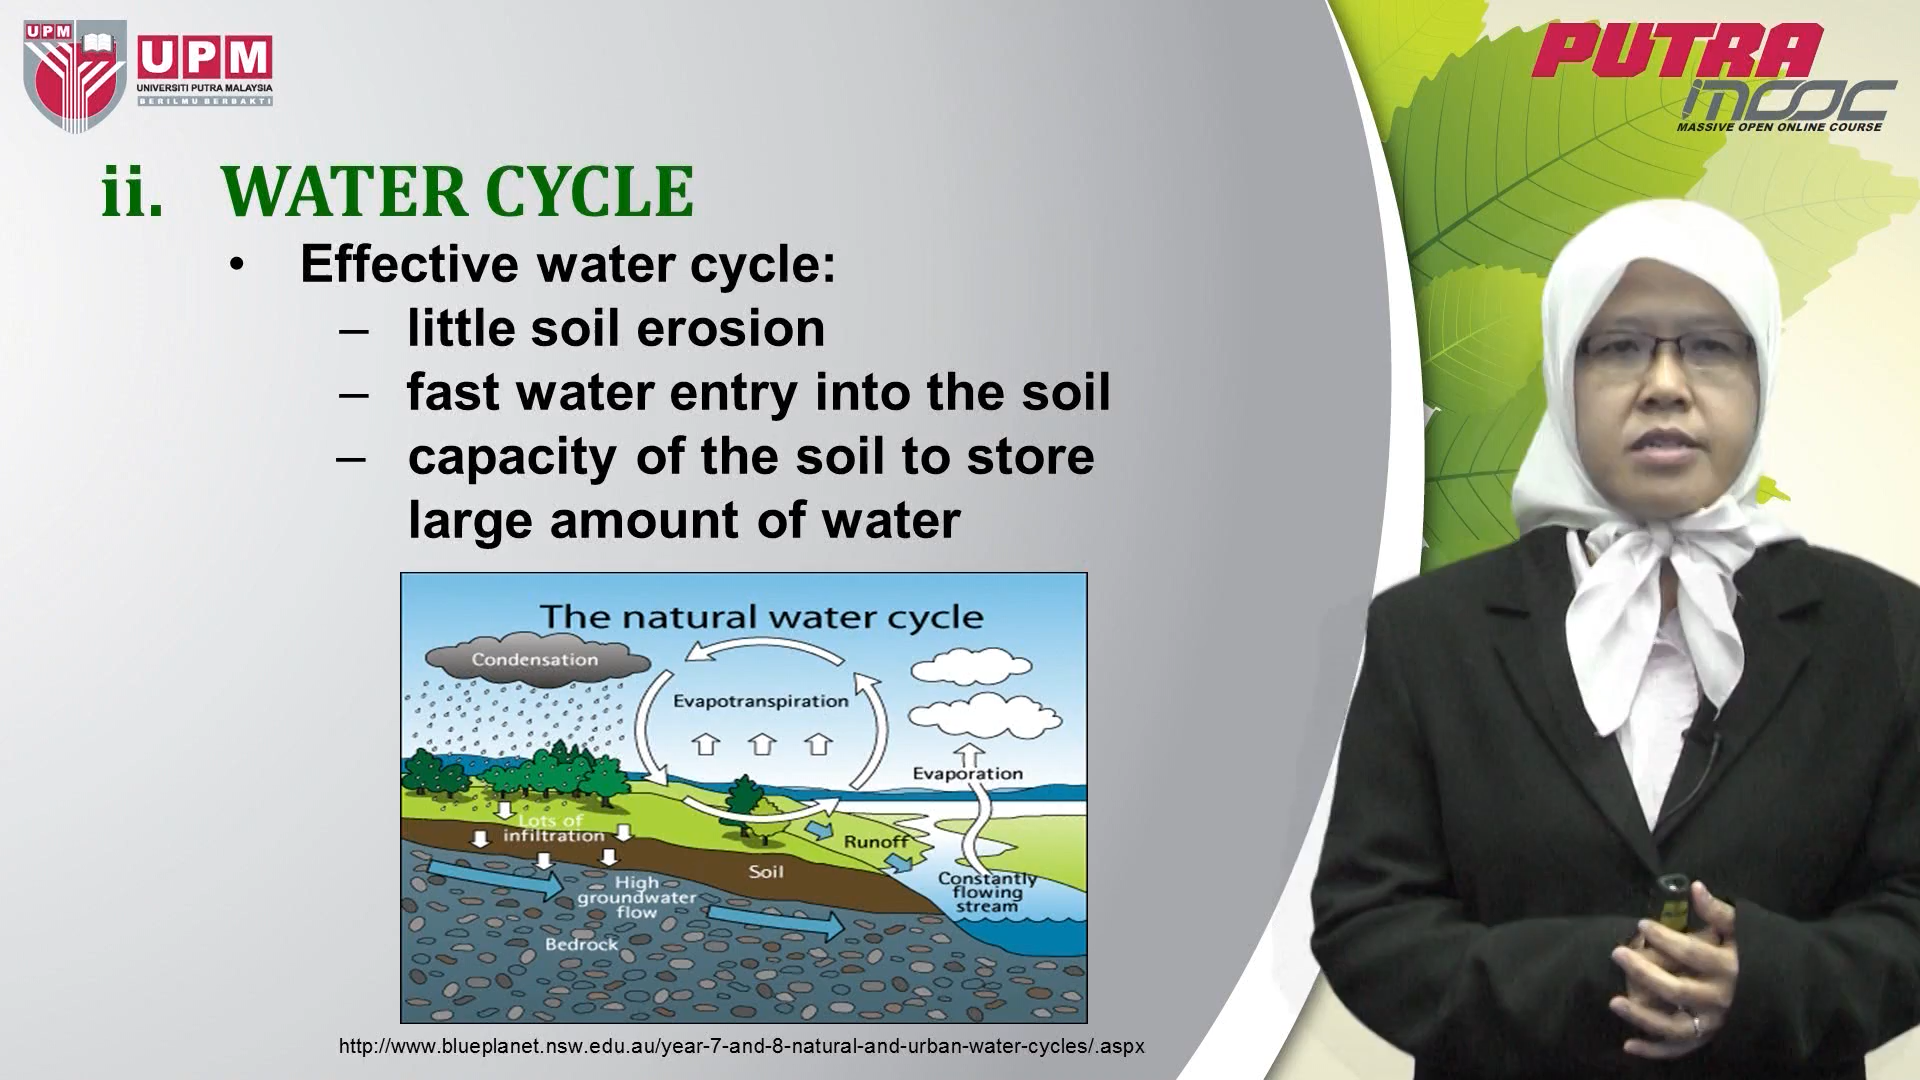 UPM
UPM
UNIVERSITI PUTRA MALAYSIA
BERILMU BERBAKTI
PUTRA
mooc
MASSIVE OPEN ONLINE COURSE
ii. WATER CYCLE
• Effective water cycle:
– little soil erosion
– fast water entry into the soil
– capacity of the soil to store
large amount of water
The natural water cycle
Condensation
Evapotranspiration
Evaporation
Lots of
infiltration
Runoff
Soil
High
groundwater
flow
Constantly
flowing
stream
Bedrock
http://www.blueplanet.nsw.edu.au/year-7-and-8-natural-and-urban-water-cycles/.aspx